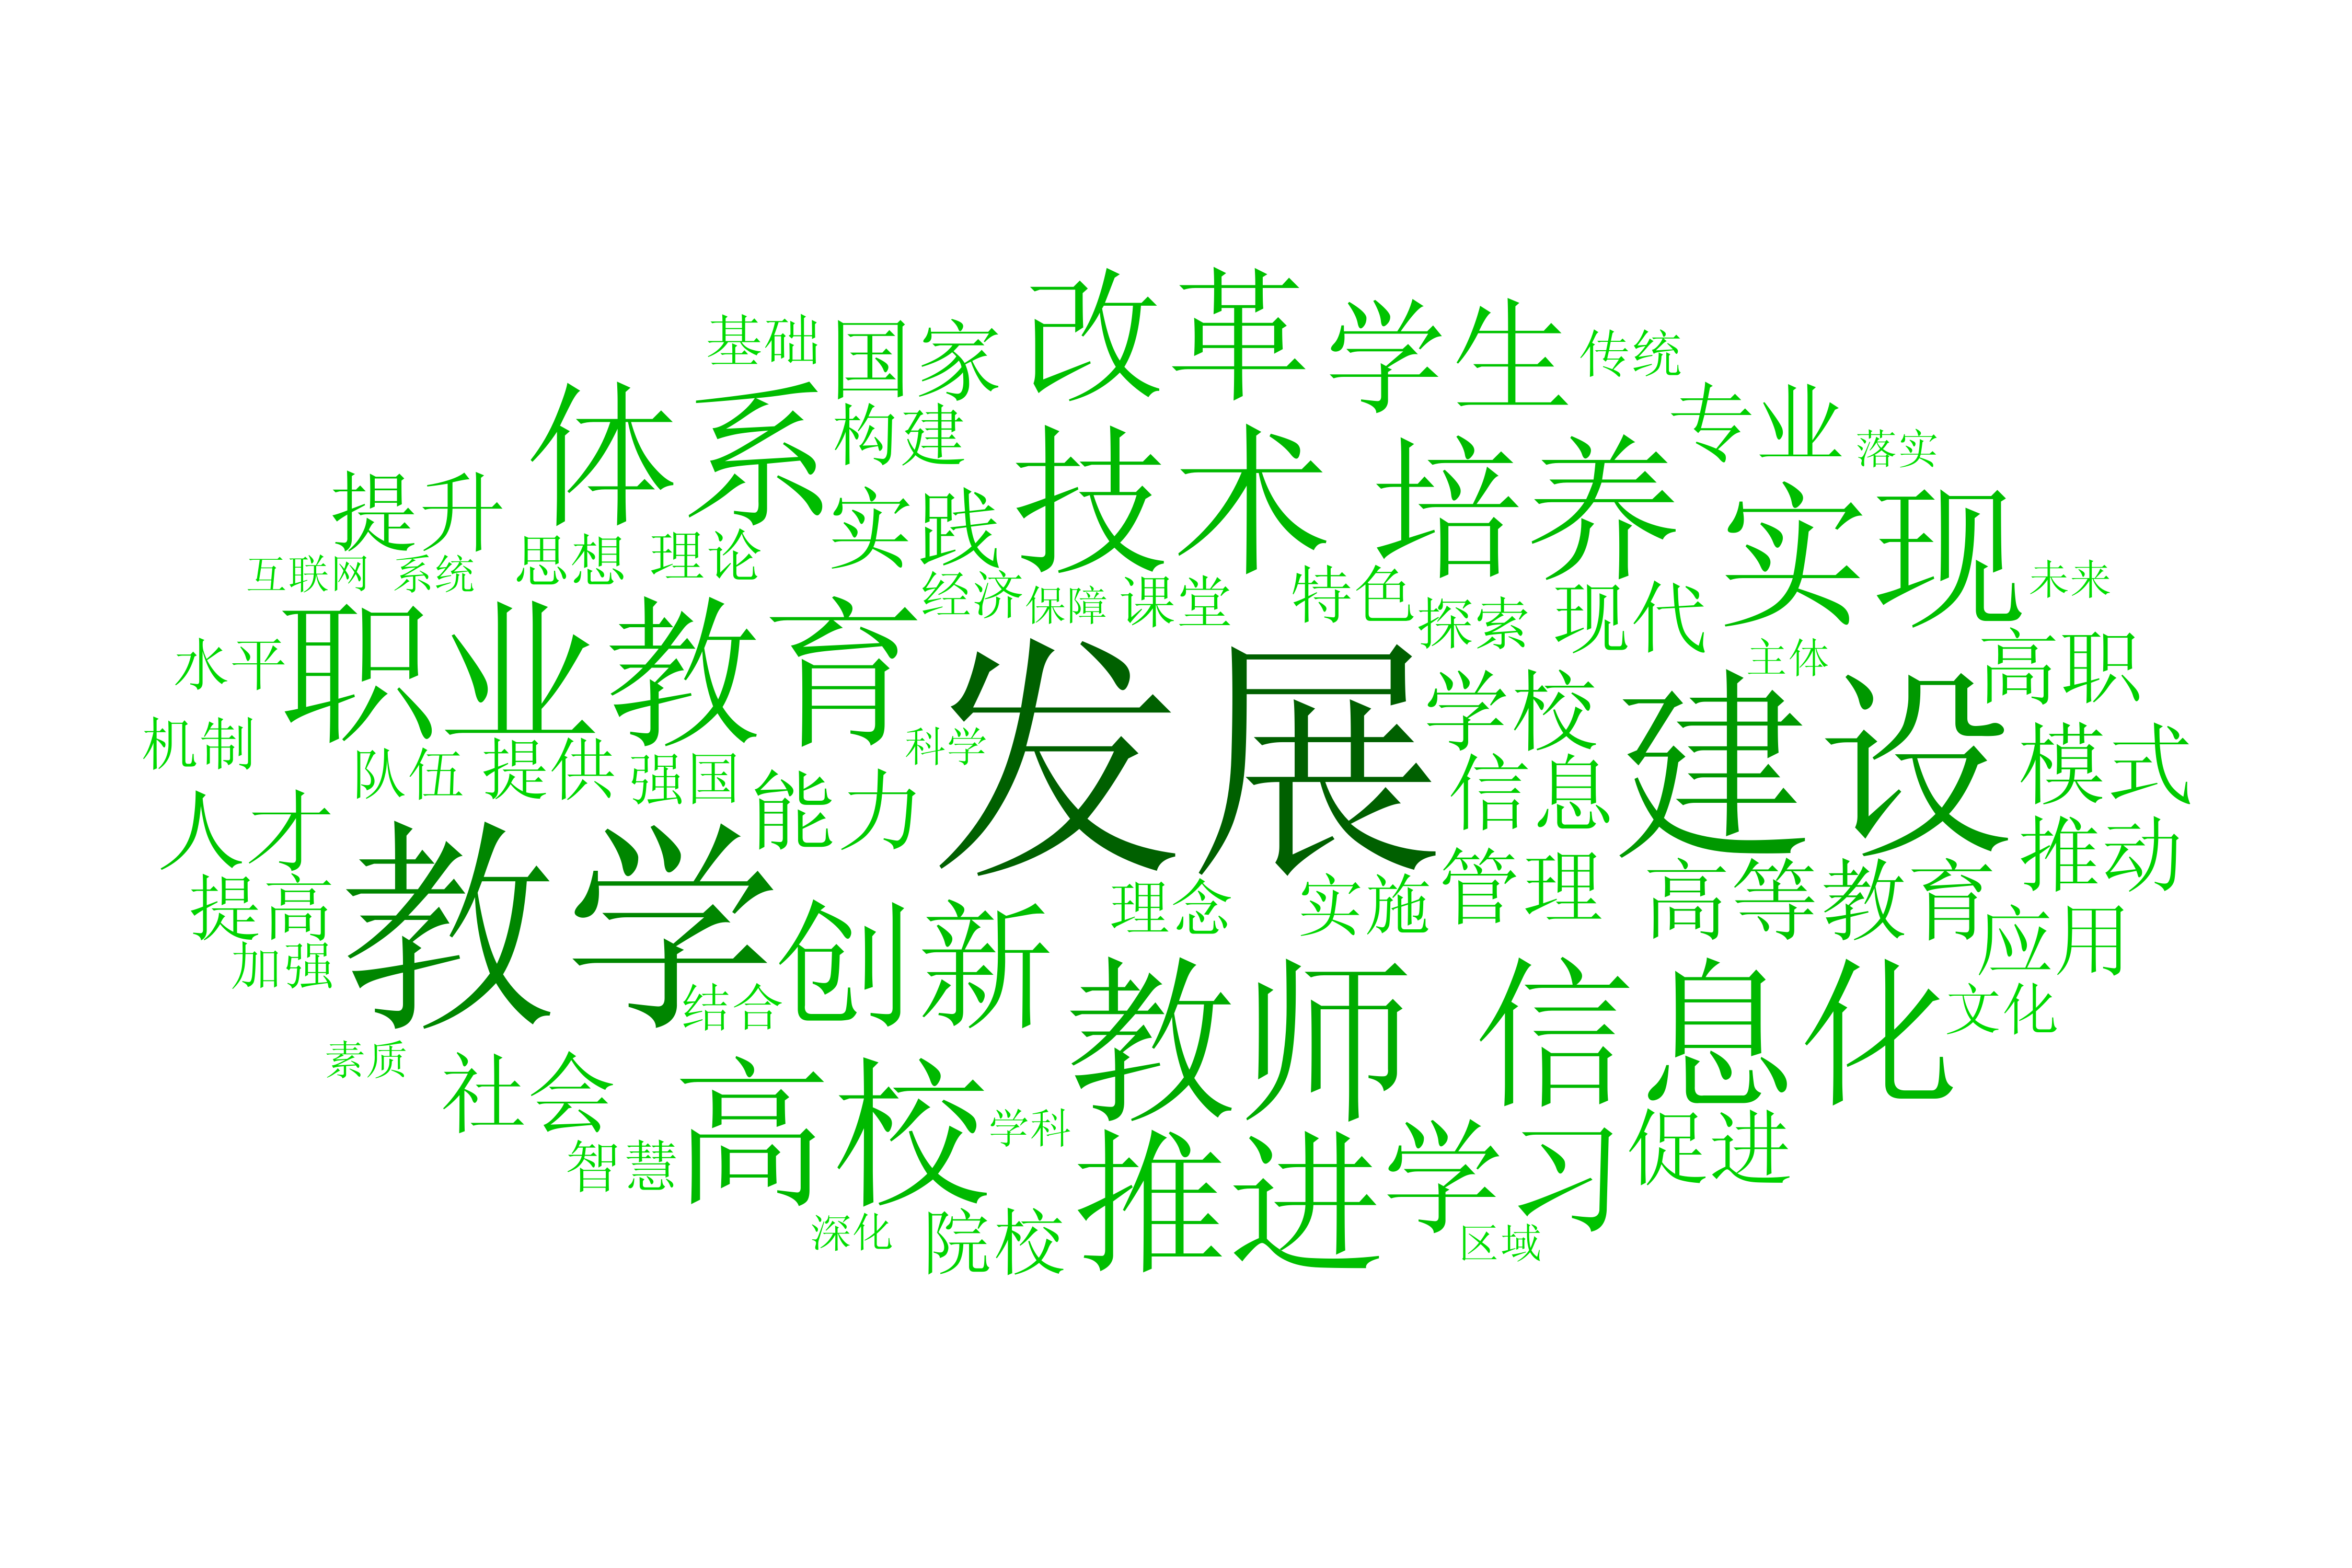 改革
学生
基础
国家
传统
体系
构建
专业
落实
技术
培养
提升
实践
实现
思想
理论
互联网
系统
经济
保障
课堂
特色
探索
现代
未来
职业教育
水平
发展
主体
高职
学校
建设
机制
队伍
提供
强国
科学
能力
信息
模式
人才
教学
推动
提高
理念
实施
管理
高等教育
创新
应用
加强
结合
教师
信息化
文化
素质
社会
高校
学科
智慧
推进
学习
促进
深化
院校
区域